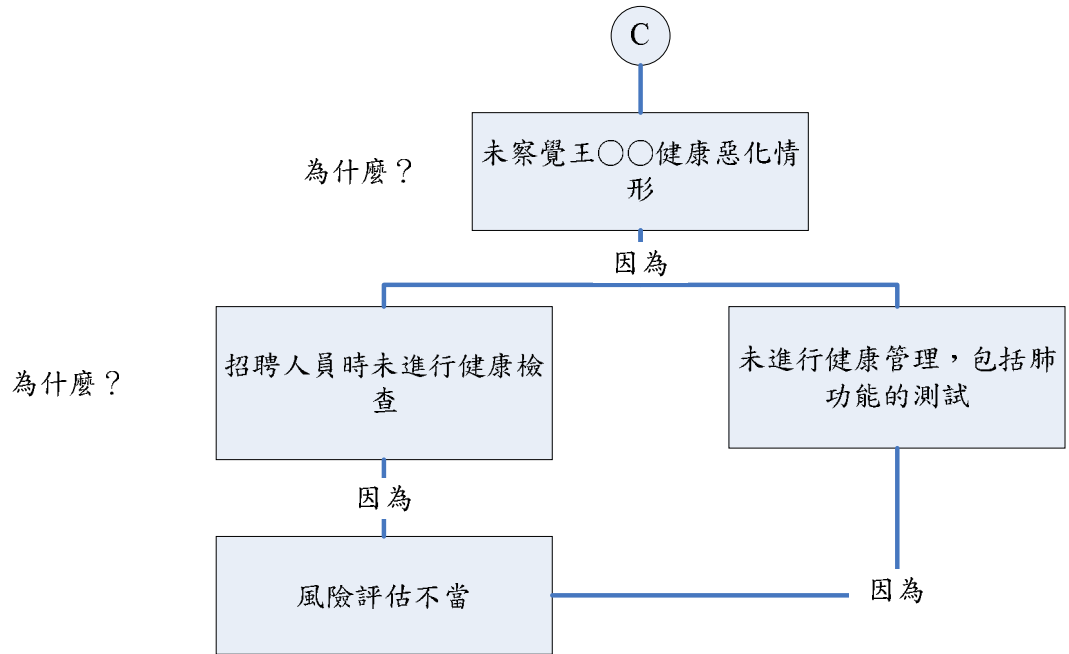 C
為什麼？
未察覺王○○健康惡化情
形
因為
為什麼？
招聘人員時未進行健康檢
查
未進行健康管理，包括肺
功能的測試
因為
風險評估不當
因為